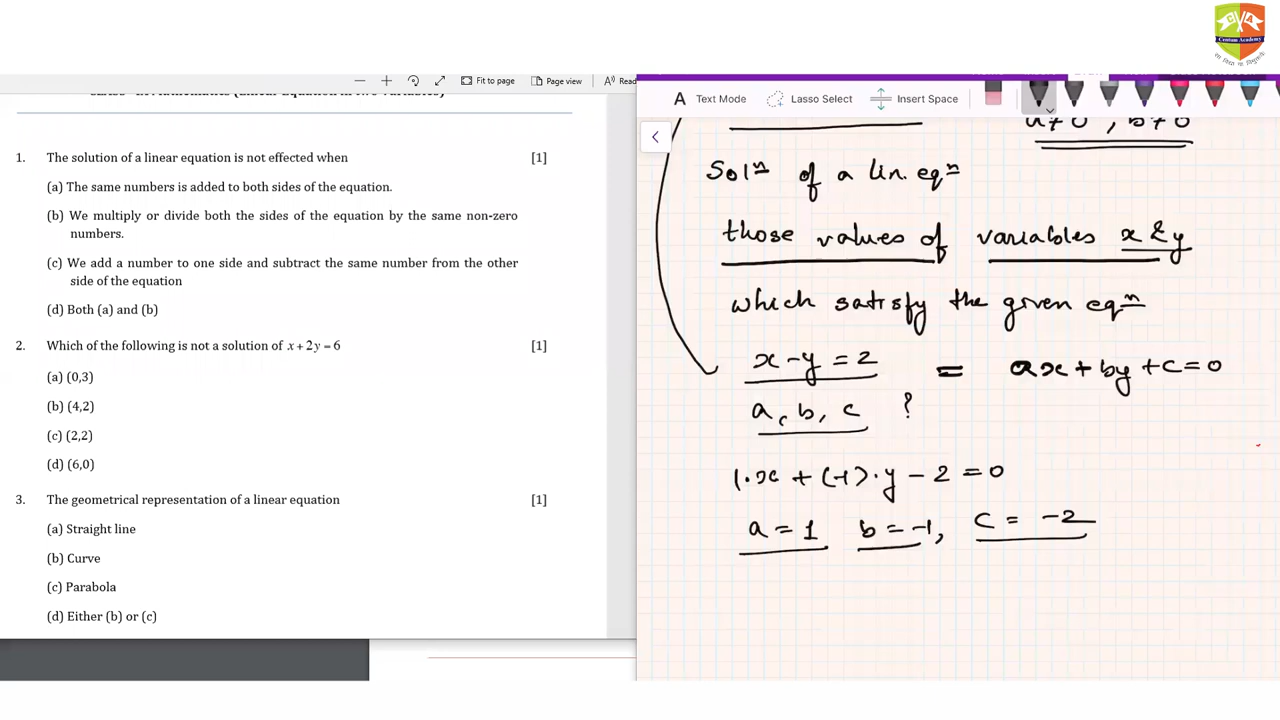 Centum Academy
Fit to page
Page view
Read
1. The solution of a linear equation is not effected when [1]
(a) The same numbers is added to both sides of the equation.
(b) We multiply or divide both the sides of the equation by the same non-zero
numbers.
(c) We add a number to one side and subtract the same number from the other
side of the equation
(d) Both (a) and (b)
2. Which of the following is not a solution of x + 2y = 6 [1]
(a) (0,3)
(b) (4,2)
(c) (2,2)
(d) (6,0)
3. The geometrical representation of a linear equation [1]
(a) Straight line
(b) Curve
(c) Parabola
(d) Either (b) or (c)
Text Mode
Lasso Select
Insert Space
a ≠ 0 , b ≠ 0
Solⁿ of a lin. eqⁿ
those values of variables x & y
which satisfy the given eqⁿ
x - y = 2 = ax + by + c = 0
a, b, c ?
1·x + (-1)·y - 2 = 0
a = 1 b = -1, c = -2